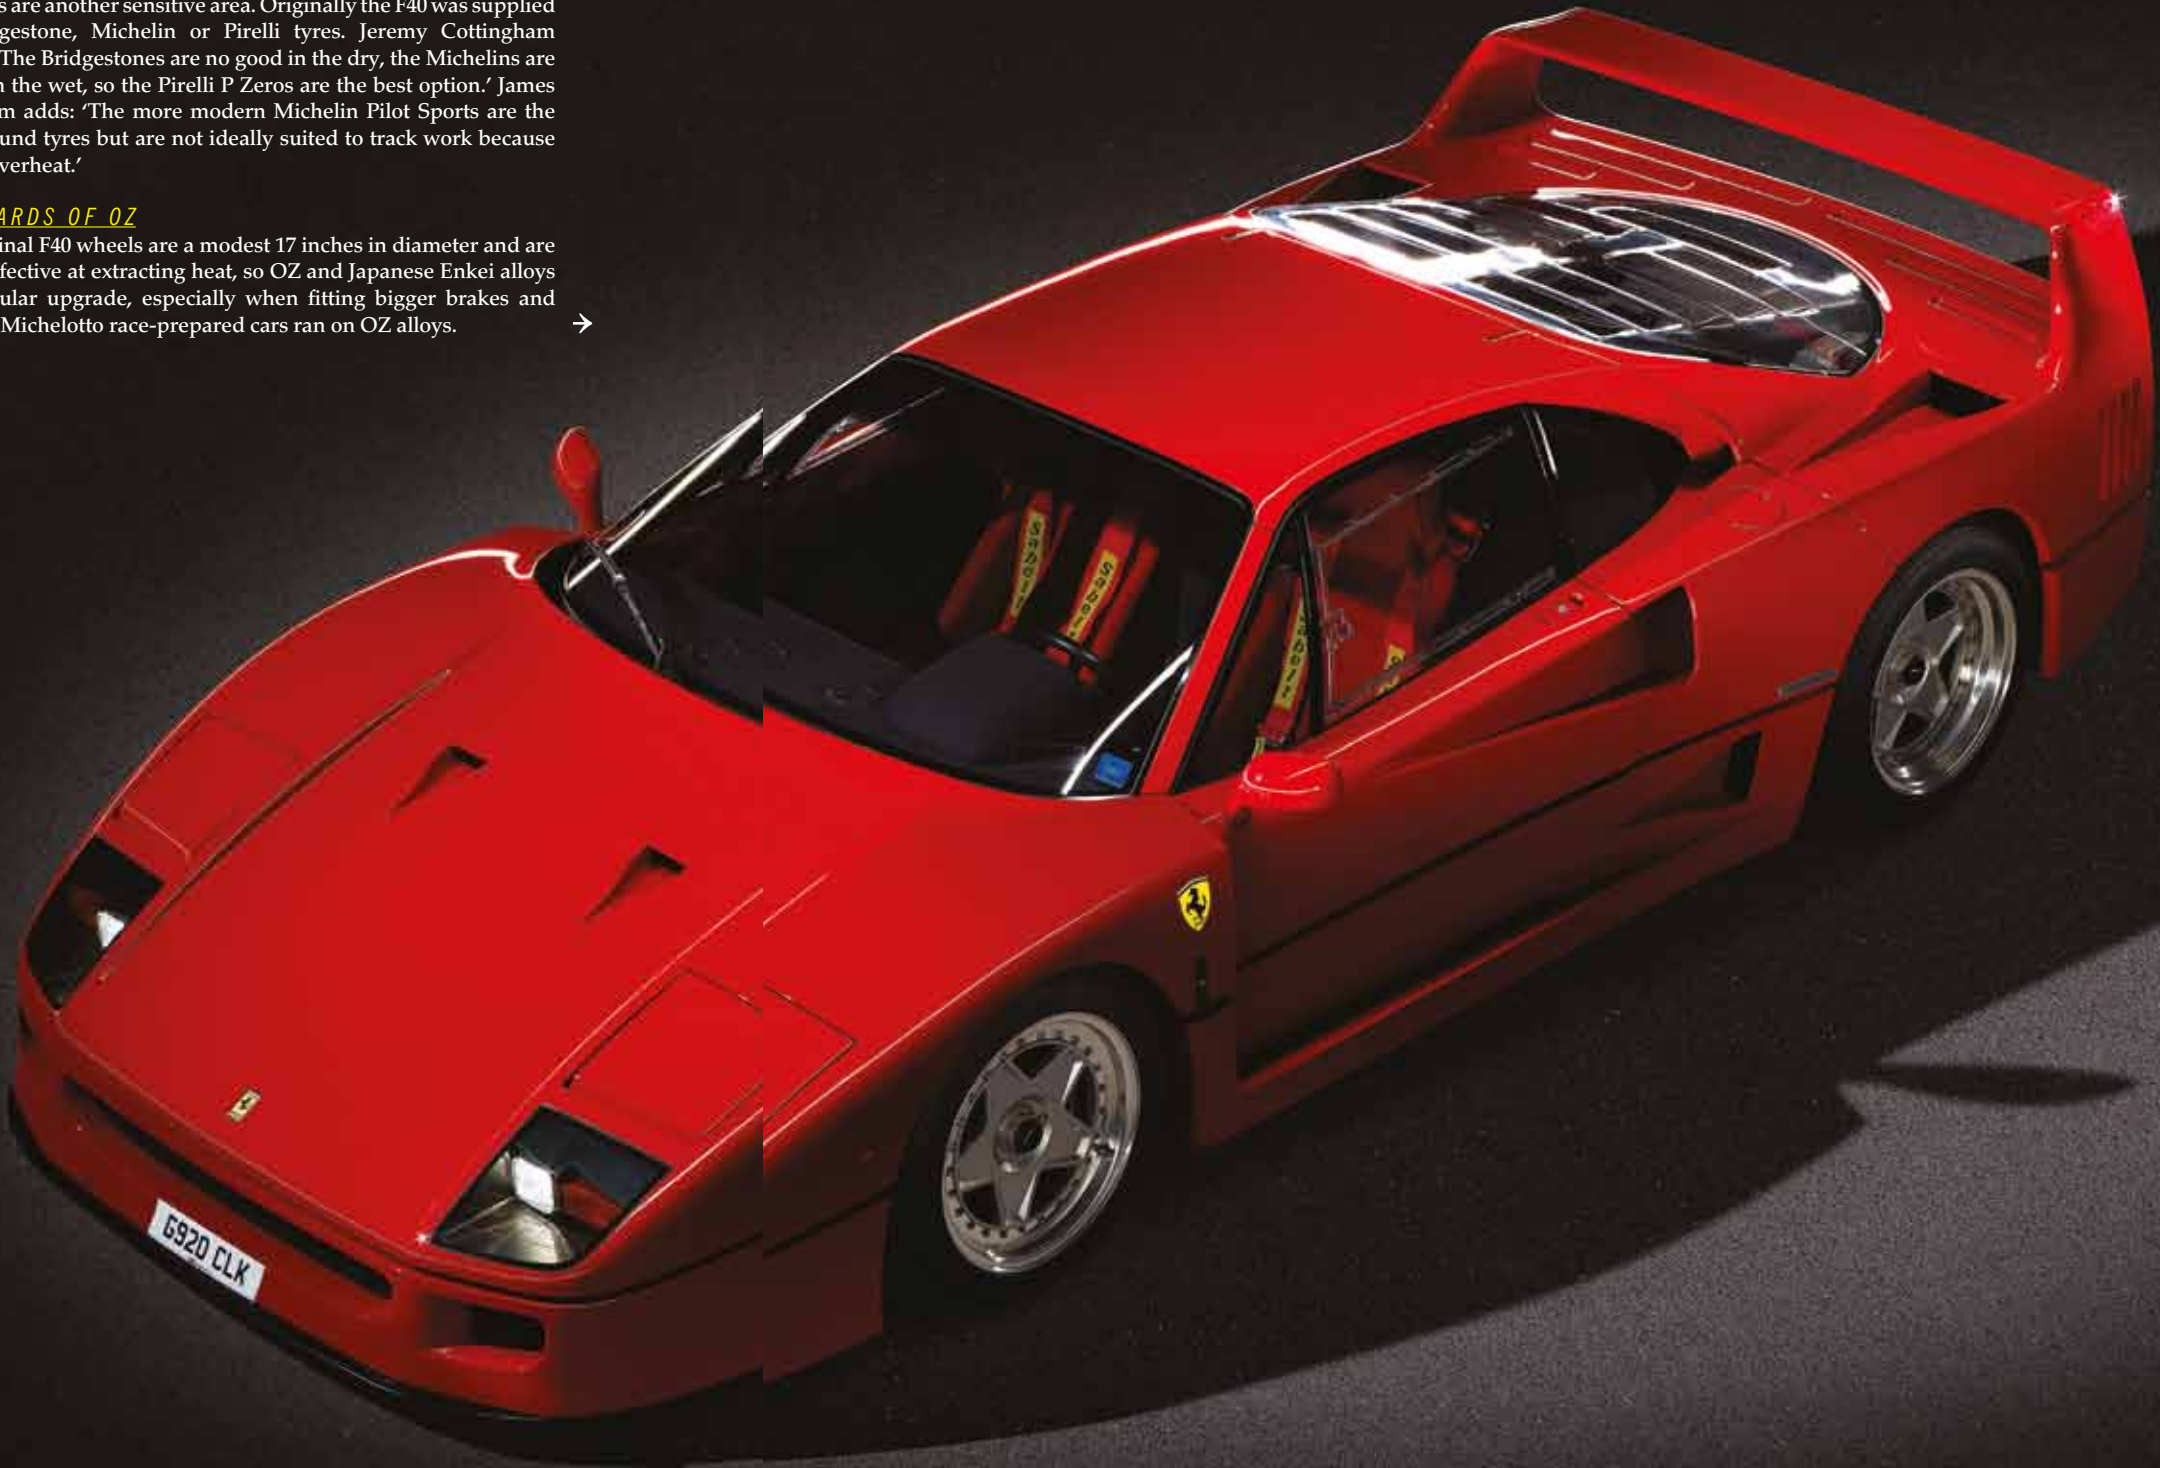 s are another sensitive area. Originally the F40 was supplied
gestone, Michelin or Pirelli tyres. Jeremy Cottingham
The Bridgestones are no good in the dry, the Michelins are
n the wet, so the Pirelli P Zeros are the best option.’ James
m adds: ‘The more modern Michelin Pilot Sports are the
und tyres but are not ideally suited to track work because
verheat.’
ARDS OF OZ
inal F40 wheels are a modest 17 inches in diameter and are
fective at extracting heat, so OZ and Japanese Enkei alloys
ular upgrade, especially when fitting bigger brakes and
Michelotto race-prepared cars ran on OZ alloys.
Sabelt
Sabelt
Sabelt
G920 CLK